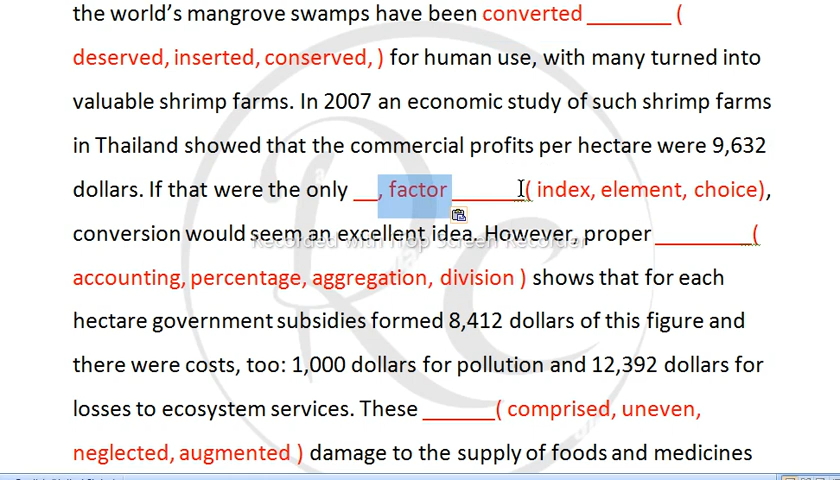 the world’s mangrove swamps have been converted ________ (
deserved, inserted, conserved, ) for human use, with many turned into
valuable shrimp farms. In 2007 an economic study of such shrimp farms
in Thailand showed that the commercial profits per hectare were 9,632
dollars. If that were the only __, factor _______( index, element, choice),
conversion would seem an excellent idea. However, proper _________(
Recorded with Screen Recorder
accounting, percentage, aggregation, division ) shows that for each
hectare government subsidies formed 8,412 dollars of this figure and
there were costs, too: 1,000 dollars for pollution and 12,392 dollars for
losses to ecosystem services. These _______( comprised, uneven,
neglected, augmented ) damage to the supply of foods and medicines